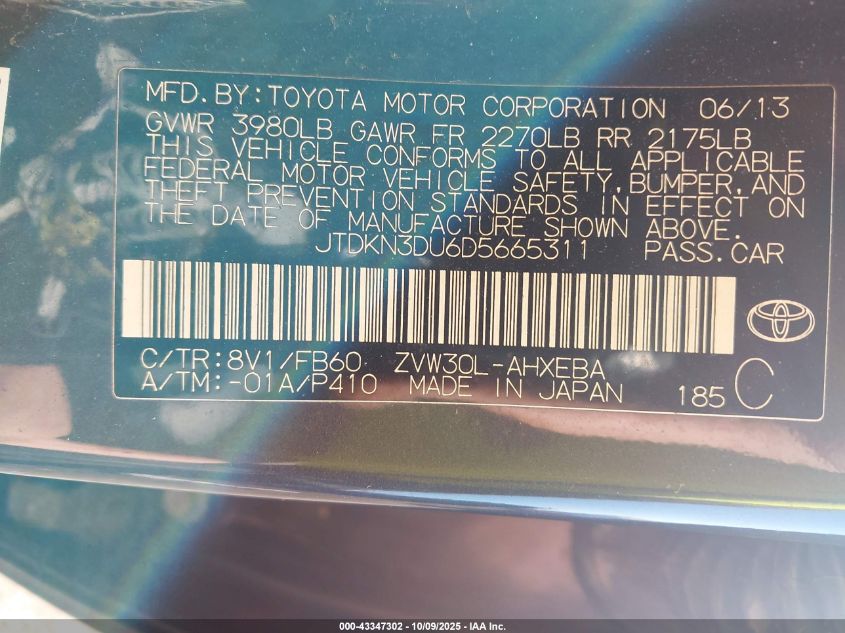 MFD.BY:TOYOTA MOTOR CORPORATION 06/13
GVWR 3980LB GAWR FR 2270LB RR 2175LB
THIS VEHICLE CONFORMS TO ALL APPLICABLE
FEDERAL MOTOR VEHICLE SAFETY,BUMPER,AND
THEFT PREVENTION STANDARDS IN EFFECT ON
THE DATE OF MANUFACTURE SHOWN ABOVE.
JTDKN3DU6D5665311 PASS.CAR
C/TR:8V1/FB60 ZVW30L-AHXEBA
A/TM:-01A/P410 MADE IN JAPAN 185 C
000-43347302 - 10/09/2025 - IAA Inc.